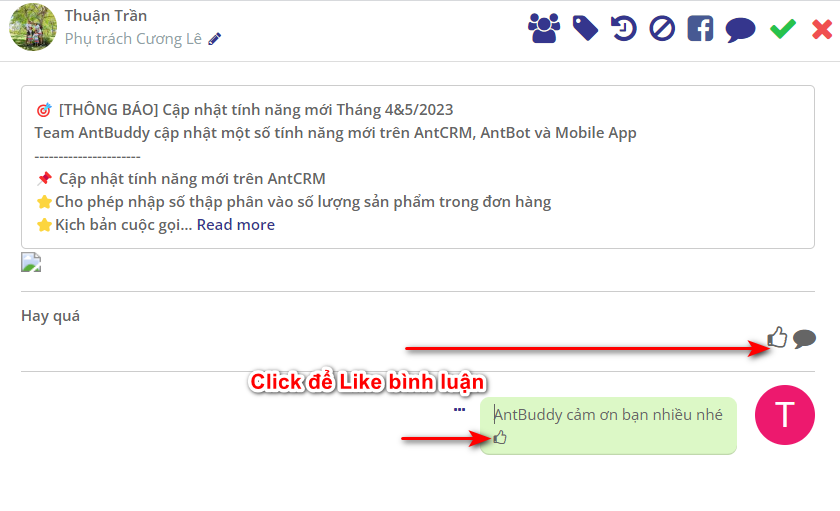 Thuận Trần
Phụ trách Cương Lê
[THÔNG BÁO] Cập nhật tính năng mới Tháng 4&5/2023
Team AntBuddy cập nhật một số tính năng mới trên AntCRM, AntBot và Mobile App
----------------------
Cập nhật tính năng mới trên AntCRM
Cho phép nhập số thập phân vào số lượng sản phẩm trong đơn hàng
Kịch bản cuộc gọi... Read more
Hay quá
Click để Like bình luận
AntBuddy cảm ơn bạn nhiều nhé
T